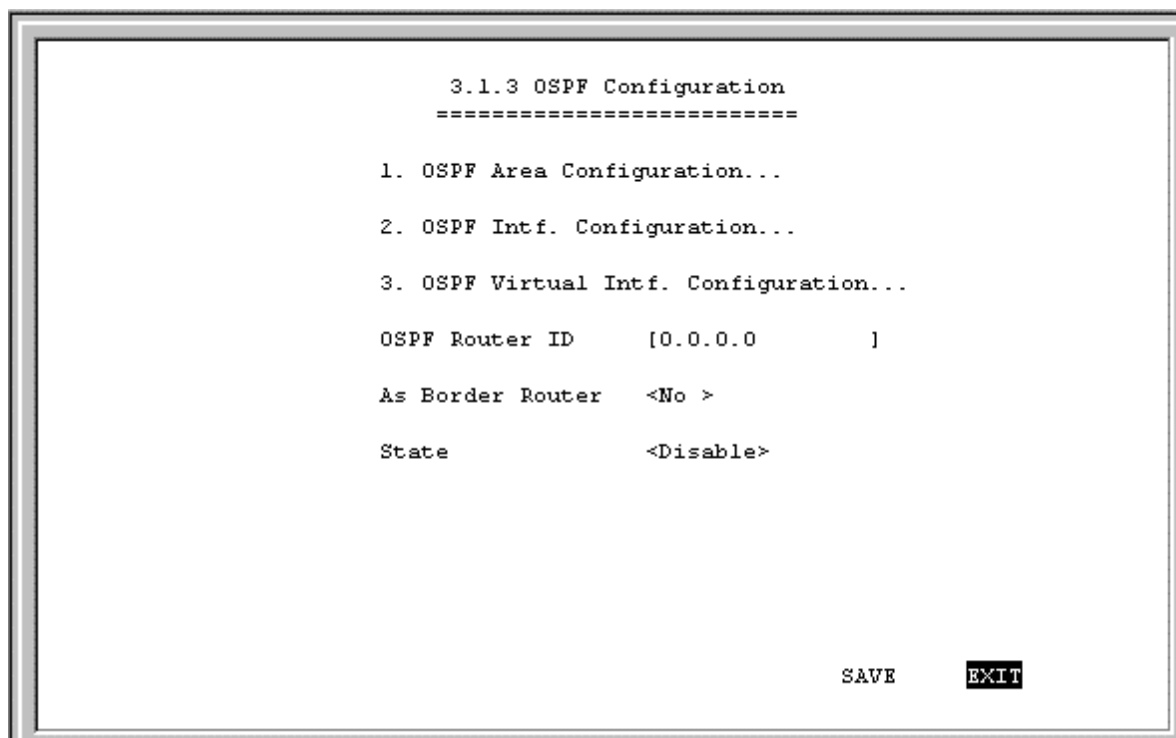 3.1.3 OSPF Configuration
==========================
1. OSPF Area Configuration...
2. OSPF Intf. Configuration...
3. OSPF Virtual Intf. Configuration...
OSPF Router ID [0.0.0.0 ]
As Border Router <No >
State <Disable>
SAVE EXIT